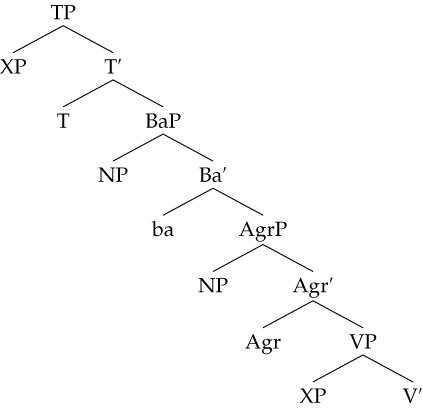 TP
XP T′
T BaP
NP Ba′
ba AgrP
NP Agr′
Agr VP
XP V′